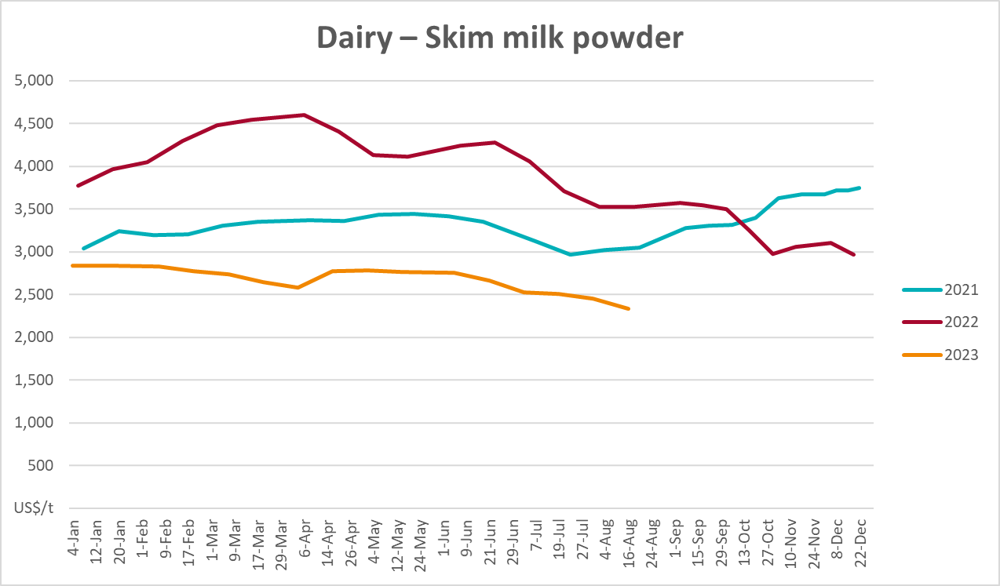 Dairy – Skim milk powder
5,000
4,500
4,000
3,500
3,000
2,500
2,000
1,500
1,000
500
US$/t
4-Jan
12-Jan
20-Jan
1-Feb
9-Feb
17-Feb
1-Mar
9-Mar
17-Mar
29-Mar
6-Apr
14-Apr
26-Apr
4-May
12-May
24-May
1-Jun
9-Jun
21-Jun
29-Jun
7-Jul
19-Jul
27-Jul
4-Aug
16-Aug
24-Aug
1-Sep
15-Sep
29-Sep
13-Oct
27-Oct
10-Nov
24-Nov
8-Dec
22-Dec
2021
2022
2023